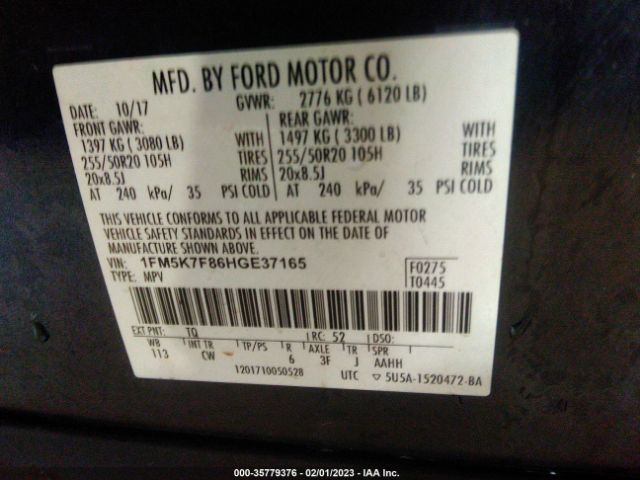 MFD. BY FORD MOTOR CO.
DATE: 10/17 GVWR: 2776 KG ( 6120 LB)
FRONT GAWR: REAR GAWR:
1397 KG ( 3080 LB) WITH 1497 KG ( 3300 LB) WITH
255/50R20 105H TIRES 255/50R20 105H TIRES
20x8.5J RIMS 20x8.5J RIMS
AT 240 kPa/ 35 PSI COLD AT 240 kPa/ 35 PSI COLD
THIS VEHICLE CONFORMS TO ALL APPLICABLE FEDERAL MOTOR
VEHICLE SAFETY STANDARDS IN EFFECT ON THE DATE OF
MANUFACTURE SHOWN ABOVE.
VIN: 1FM5K7F86HGE37165 F0275
TYPE: MPV T0445
EXT PNT: TQ RC: 52 DSO:
WB INT TR TP/PS R AXLE TR SPR
113 CW 6 3F J AAHH
1201710050528 UTC ▽ 5U5A-1520472-BA
000-35779376 - 02/01/2023 - IAA Inc.